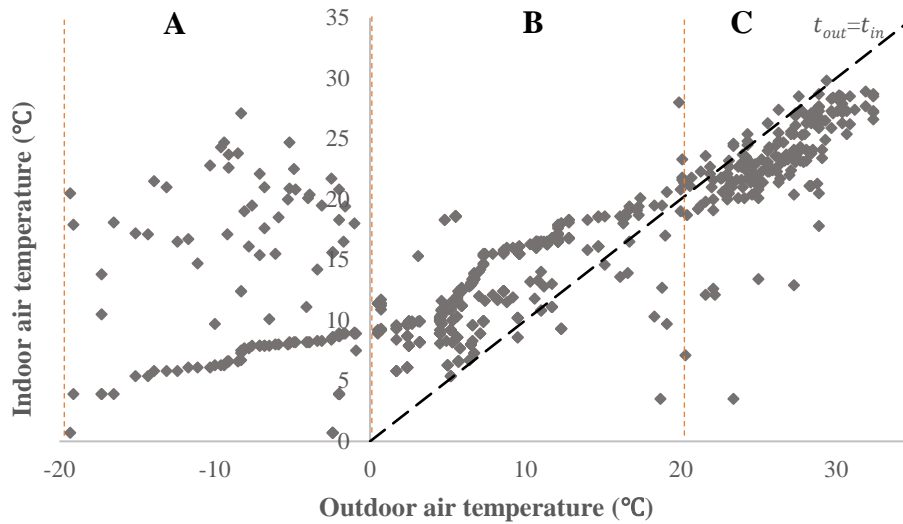 35
A
B
C
t_out=t_in
30
25
20
15
10
5
0
Indoor air temperature (℃)
-20
-10
0
10
20
30
Outdoor air temperature (℃)